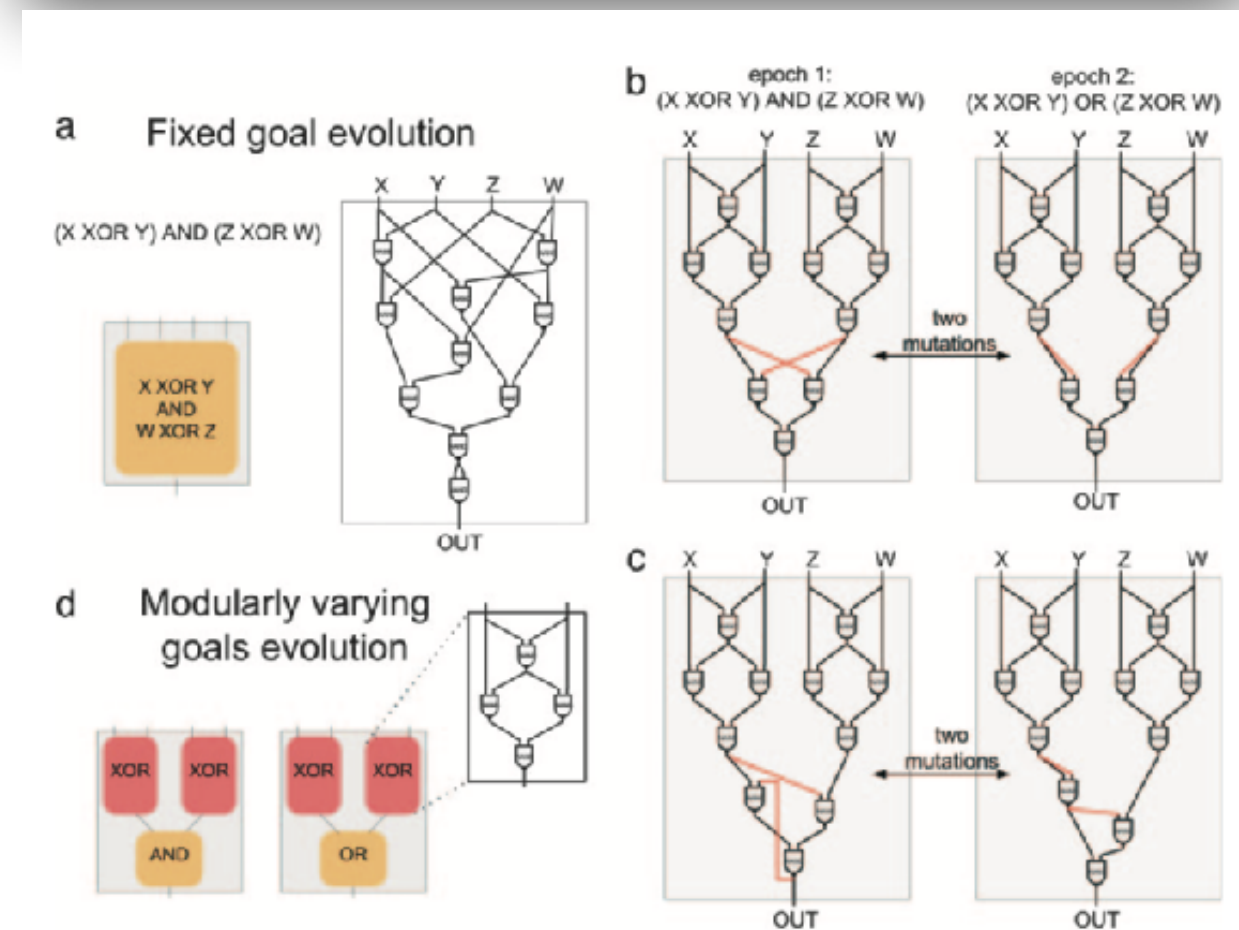 a Fixed goal evolution
(X XOR Y) AND (Z XOR W)
X XOR Y
AND
W XOR Z
X Y Z W
OUT
b epoch 1:
(X XOR Y) AND (Z XOR W)
epoch 2:
(X XOR Y) OR (Z XOR W)
X Y Z W
X Y Z W
two
mutations
OUT
OUT
c X Y Z W
X Y Z W
two
mutations
OUT
OUT
d Modularly varying
goals evolution
XOR XOR
AND
XOR XOR
OR